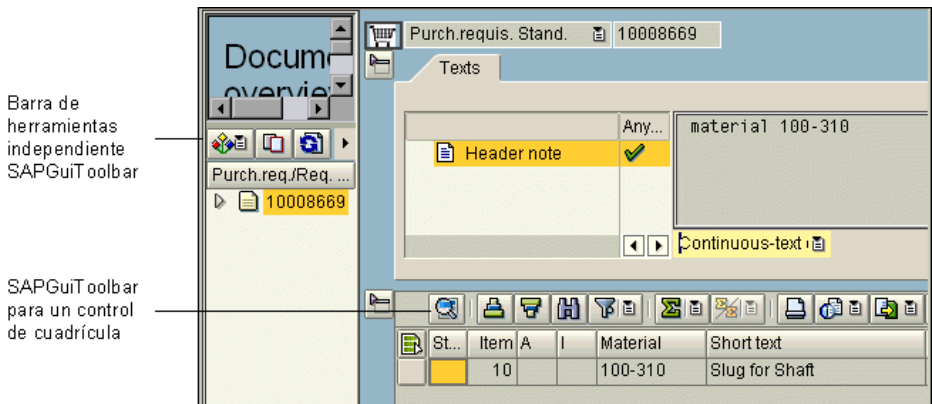 Docume
overvie
Purch.requis. Stand.
10008669
Texts
Barra de
herramientas
independiente
SAPGuiToolbar
Any...
material 100-310
Header note
Purch.req./Req. ...
10008669
Continuous-text
SAPGuiToolbar
para un control
de cuadrícula
St... Item A I Material Short text
10 100-310 Slug for Shaft